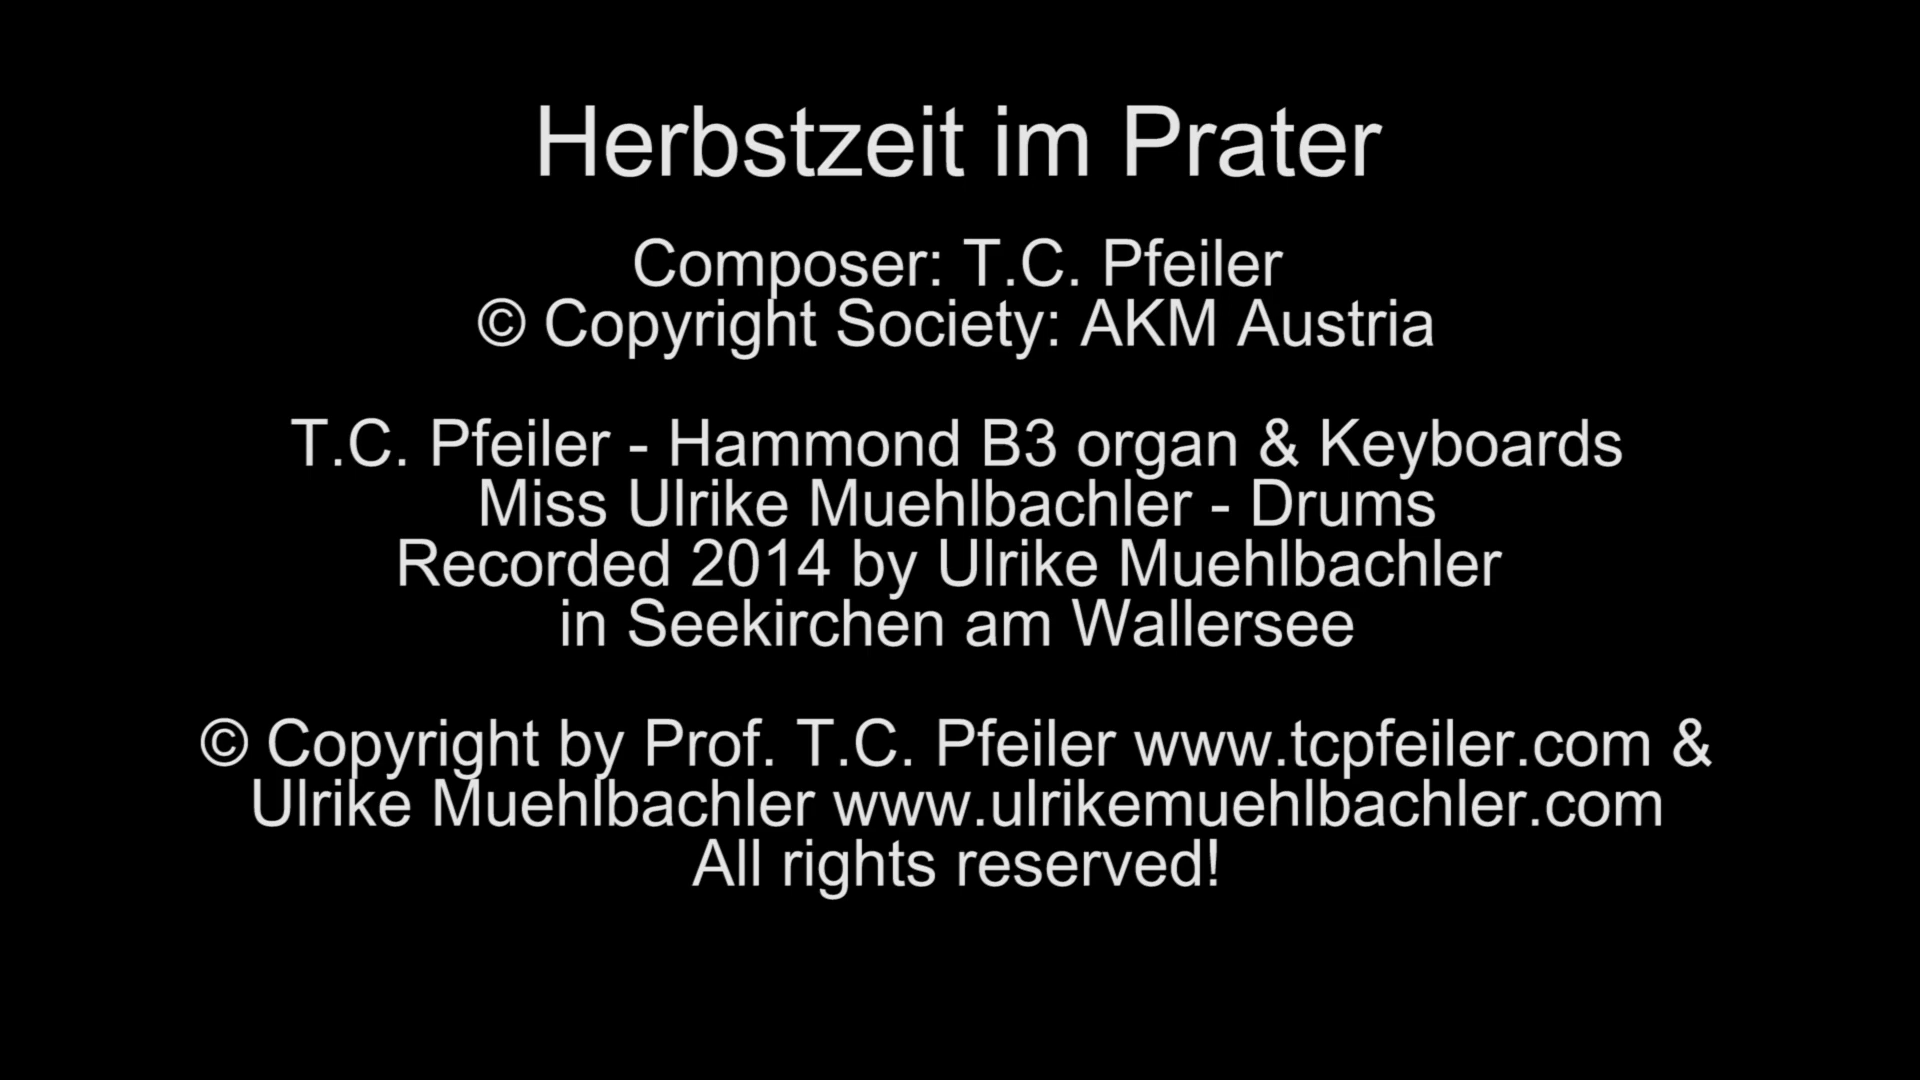 Herbstzeit im Prater
Composer: T.C. Pfeiler
© Copyright Society: AKM Austria
T.C. Pfeiler - Hammond B3 organ & Keyboards
Miss Ulrike Muehlbachler - Drums
Recorded 2014 by Ulrike Muehlbachler
in Seekirchen am Wallersee
© Copyright by Prof. T.C. Pfeiler www.tcpfeiler.com &
Ulrike Muehlbachler www.ulrikemuehlbachler.com
All rights reserved!